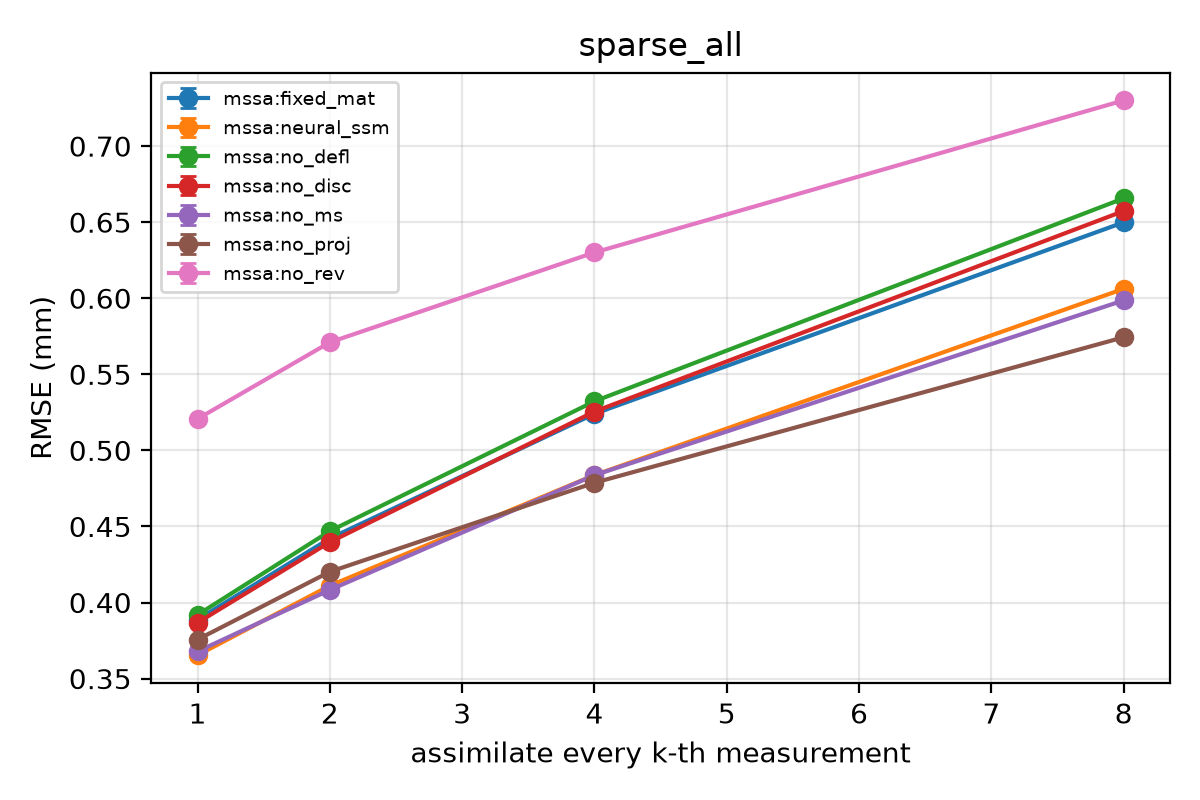 sparse_all
mssa:fixed_mat
mssa:neural_ssm
mssa:no_defl
mssa:no_disc
mssa:no_ms
mssa:no_proj
mssa:no_rev
RMSE (mm)
0.70
0.65
0.60
0.55
0.50
0.45
0.40
0.35
1 2 3 4 5 6 7 8
assimilate every k-th measurement